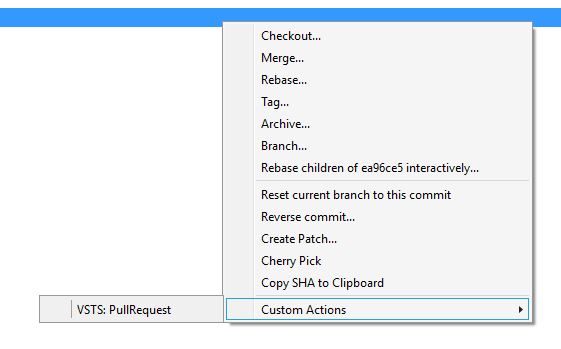 Checkout...
Merge...
Rebase...
Tag...
Archive...
Branch...
Rebase children of ea96ce5 interactively...
Reset current branch to this commit
Reverse commit...
Create Patch...
Cherry Pick
Copy SHA to Clipboard
Custom Actions
VSTS: PullRequest